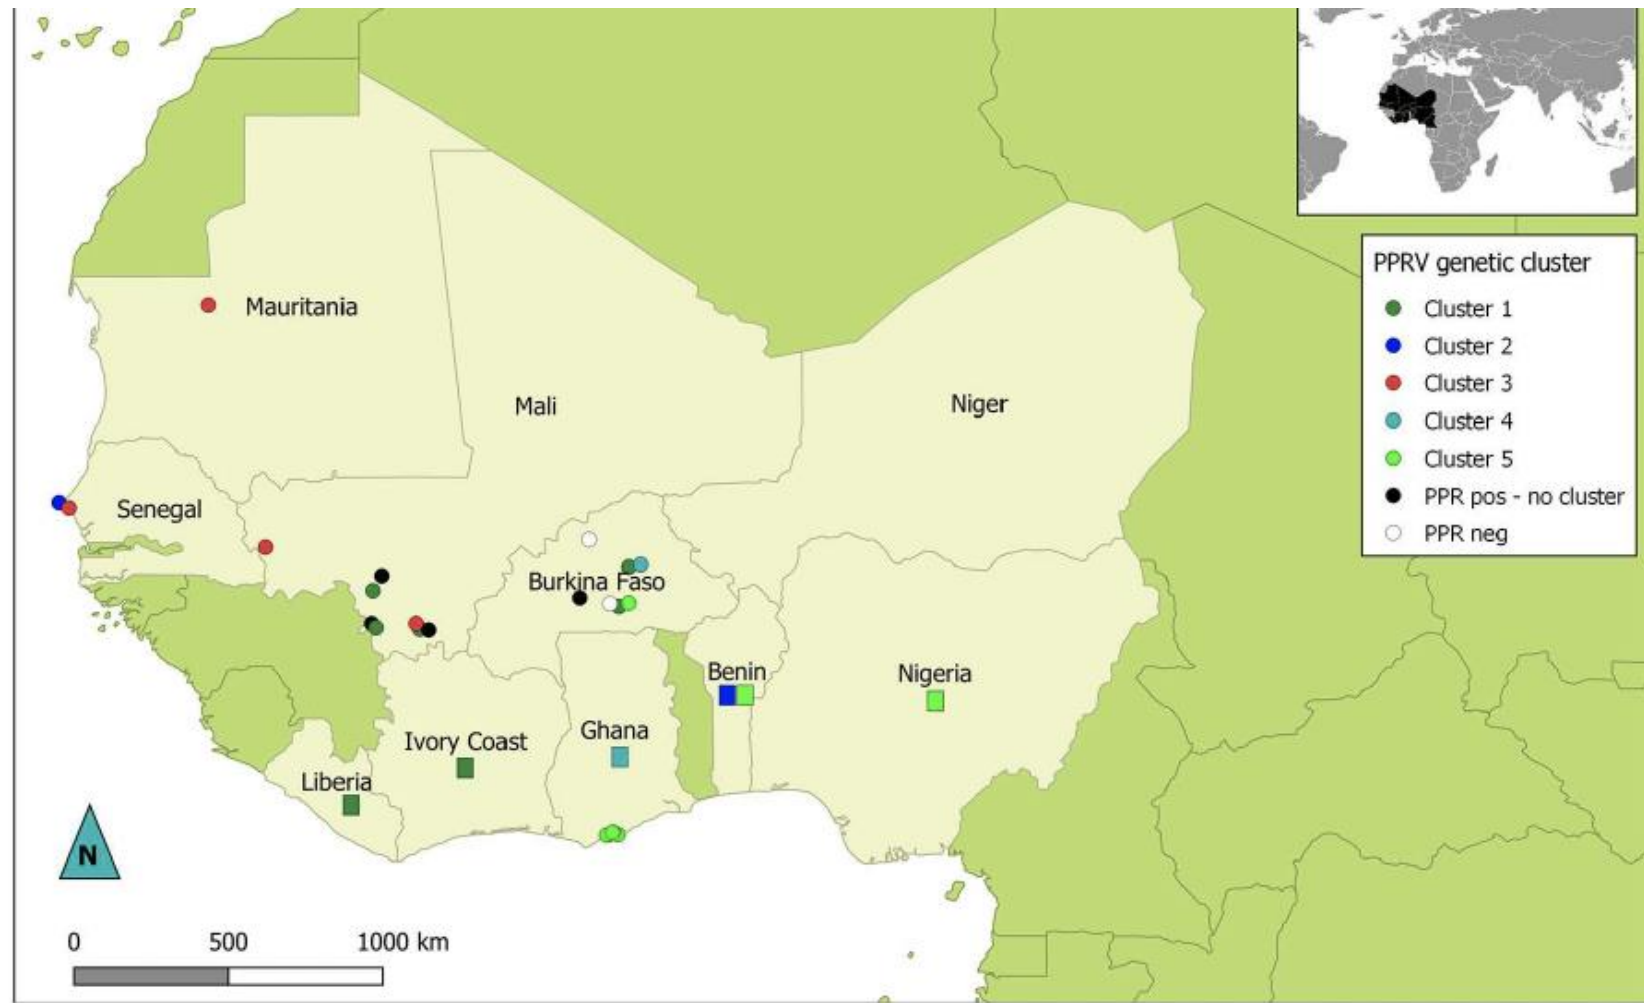 PPRV genetic cluster
Cluster 1
Cluster 2
Cluster 3
Cluster 4
Cluster 5
PPR pos - no cluster
PPR neg
Mauritania
Mali
Niger
Senegal
Burkina Faso
Benin
Nigeria
Ghana
Ivory Coast
Liberia
N
0 500 1000 km